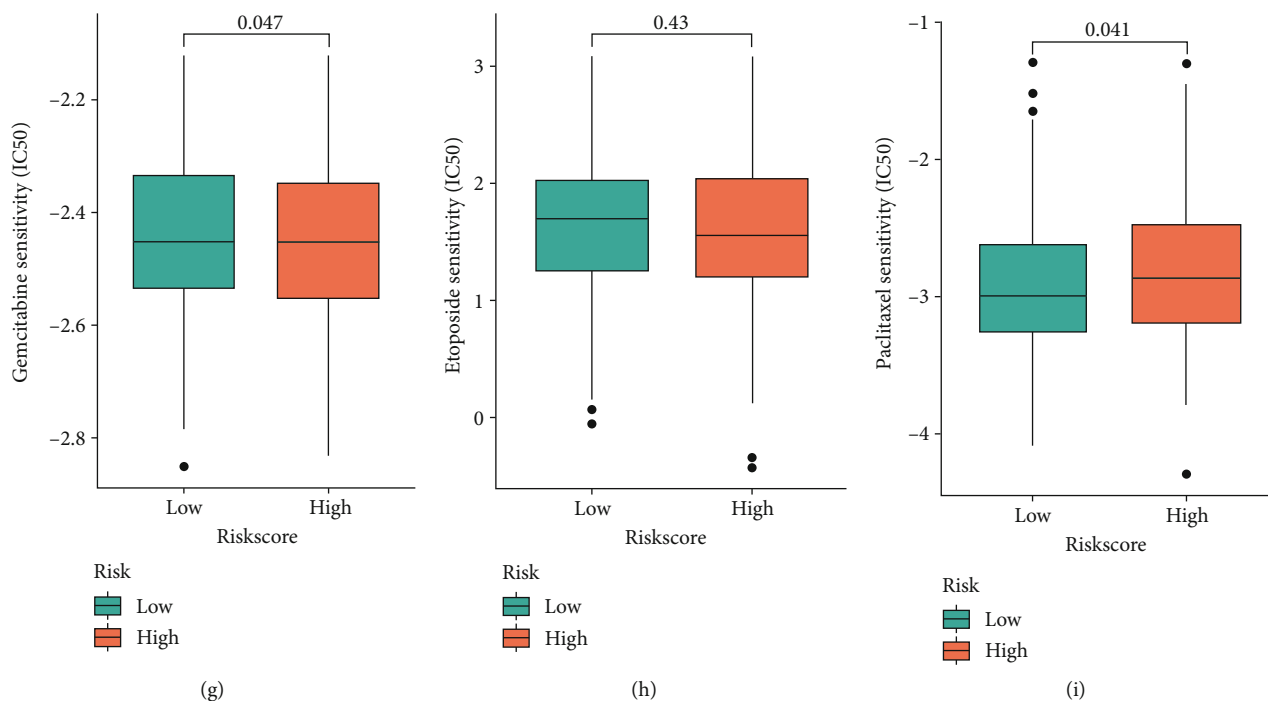 0.047
Gemcitabine sensitivity (IC50)
−2.2
−2.4
−2.6
−2.8
Low
High
Riskscore
Risk
Low
High
(g)
0.43
Etoposide sensitivity (IC50)
3
2
1
0
Low
High
Riskscore
Risk
Low
High
(h)
0.041
Paclitaxel sensitivity (IC50)
−1
−2
−3
−4
Low
High
Riskscore
Risk
Low
High
(i)